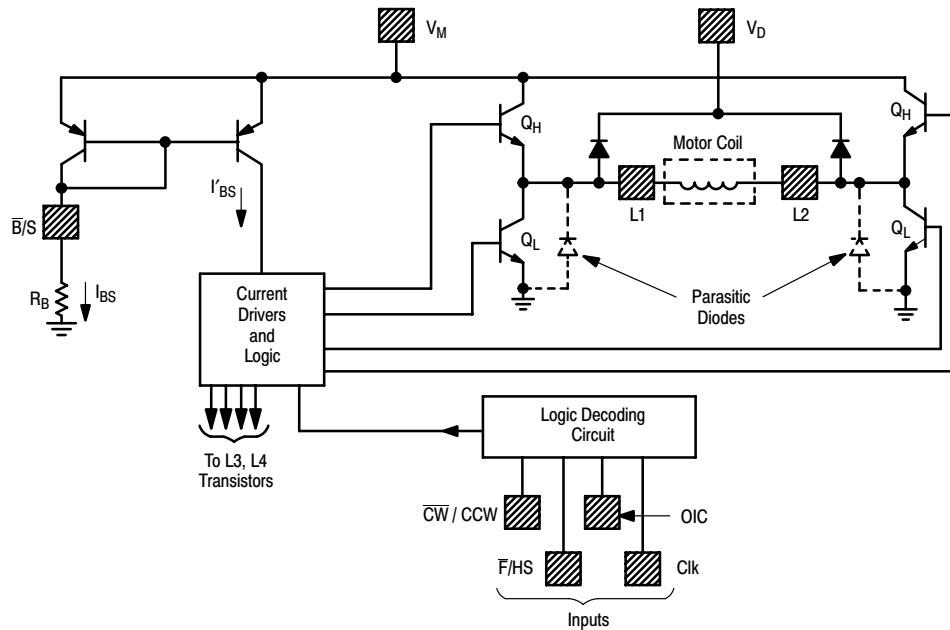 V_M
V_D
Q_H
Q_H
Motor Coil
I′_BS
L1
L2
B̅/S
Q_L
Q_L
R_B
I_BS
Current
Drivers
and
Logic
Parasitic
Diodes
Logic Decoding
Circuit
To L3, L4
Transistors
C̅W̅ / CCW
OIC
F̅/HS
Clk
Inputs